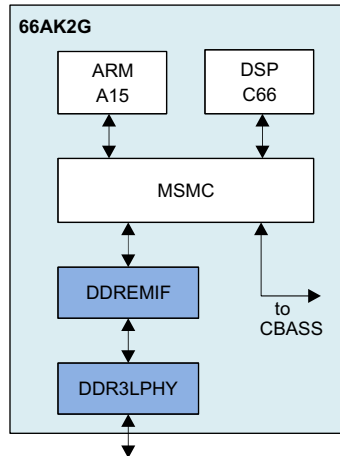 66AK2G
ARM
A15
DSP
C66
MSMC
DDREMIF
to
CBASS
DDR3LPHY